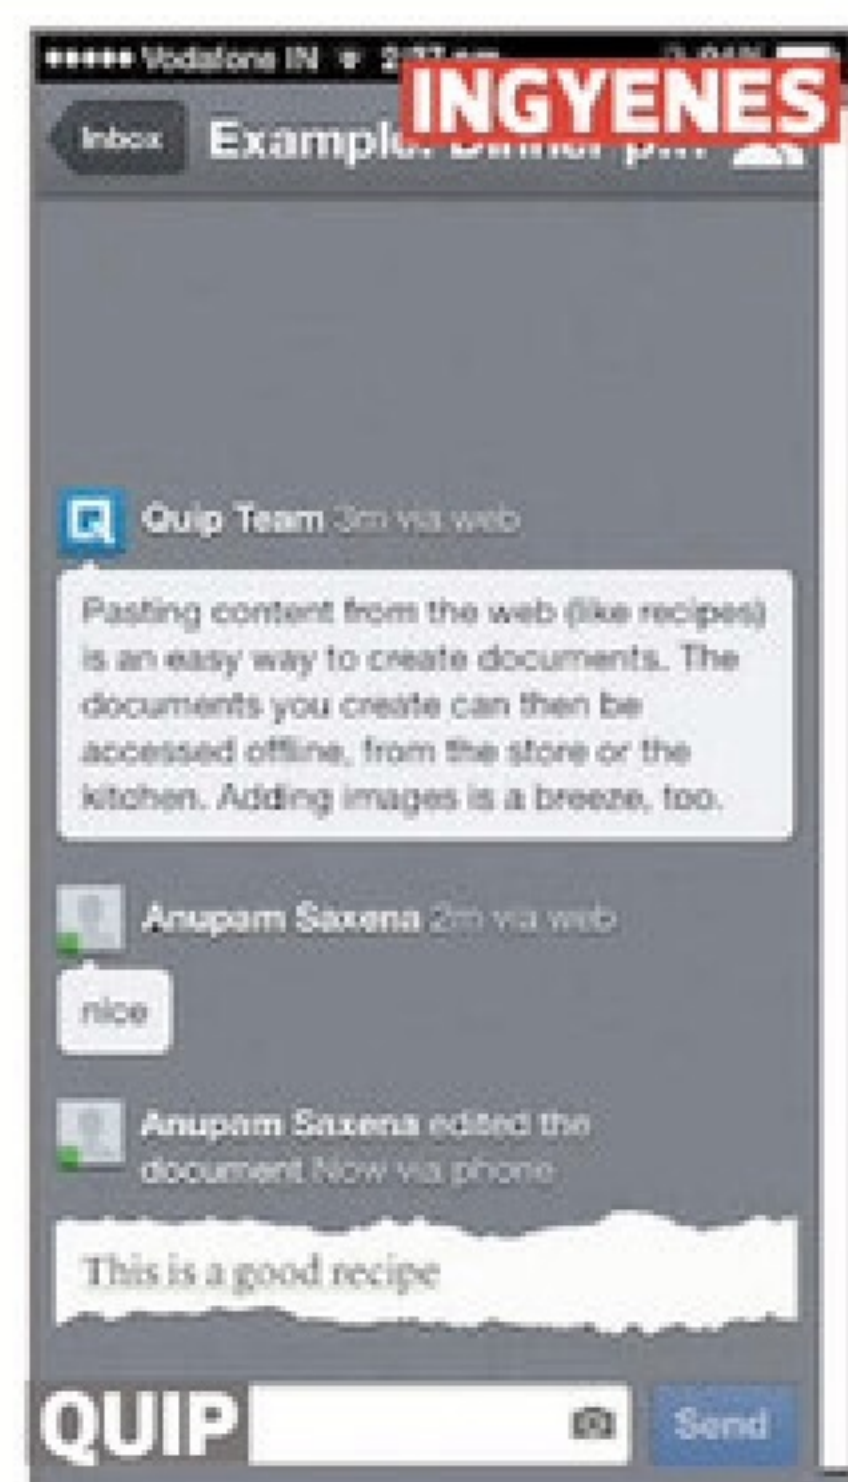 Vodafone IN
INGYENES
Inbox
Quip Team 3m via web
Pasting content from the web (like recipes)
is an easy way to create documents. The
documents you create can then be
accessed offline, from the store or the
kitchen. Adding images is a breeze, too.
Anupam Saxena 2m via web
nice
Anupam Saxena edited the
document Now via phone
This is a good recipe
QUIP
Send